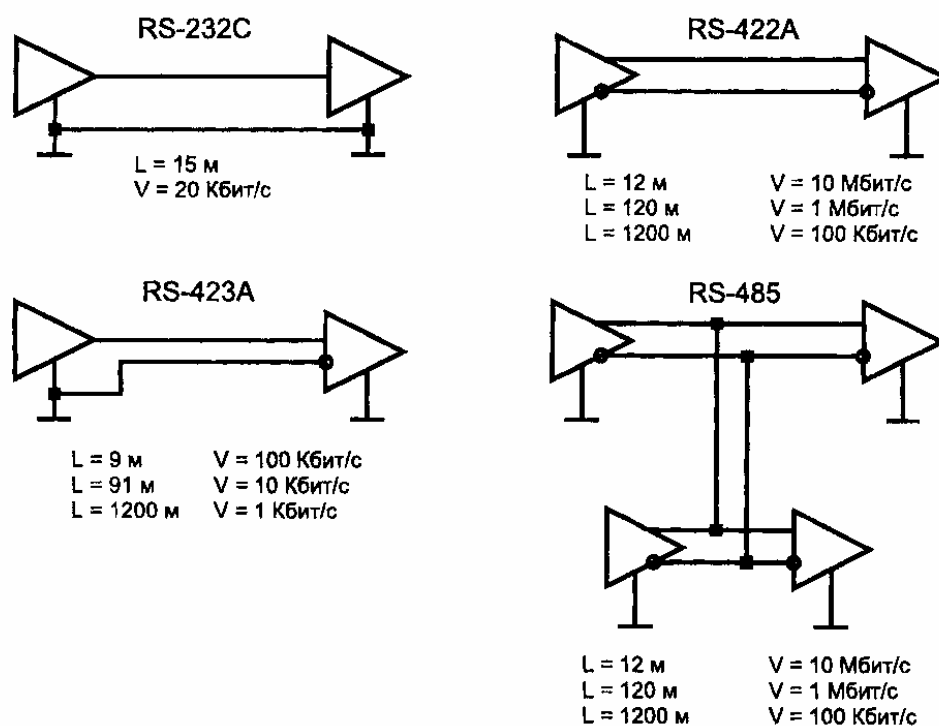 RS-232C
L = 15 м
V = 20 Кбит/с
RS-422A
L = 12 м V = 10 Мбит/с
L = 120 м V = 1 Мбит/с
L = 1200 м V = 100 Кбит/с
RS-423A
L = 9 м V = 100 Кбит/с
L = 91 м V = 10 Кбит/с
L = 1200 м V = 1 Кбит/с
RS-485
L = 12 м V = 10 Мбит/с
L = 120 м V = 1 Мбит/с
L = 1200 м V = 100 Кбит/с